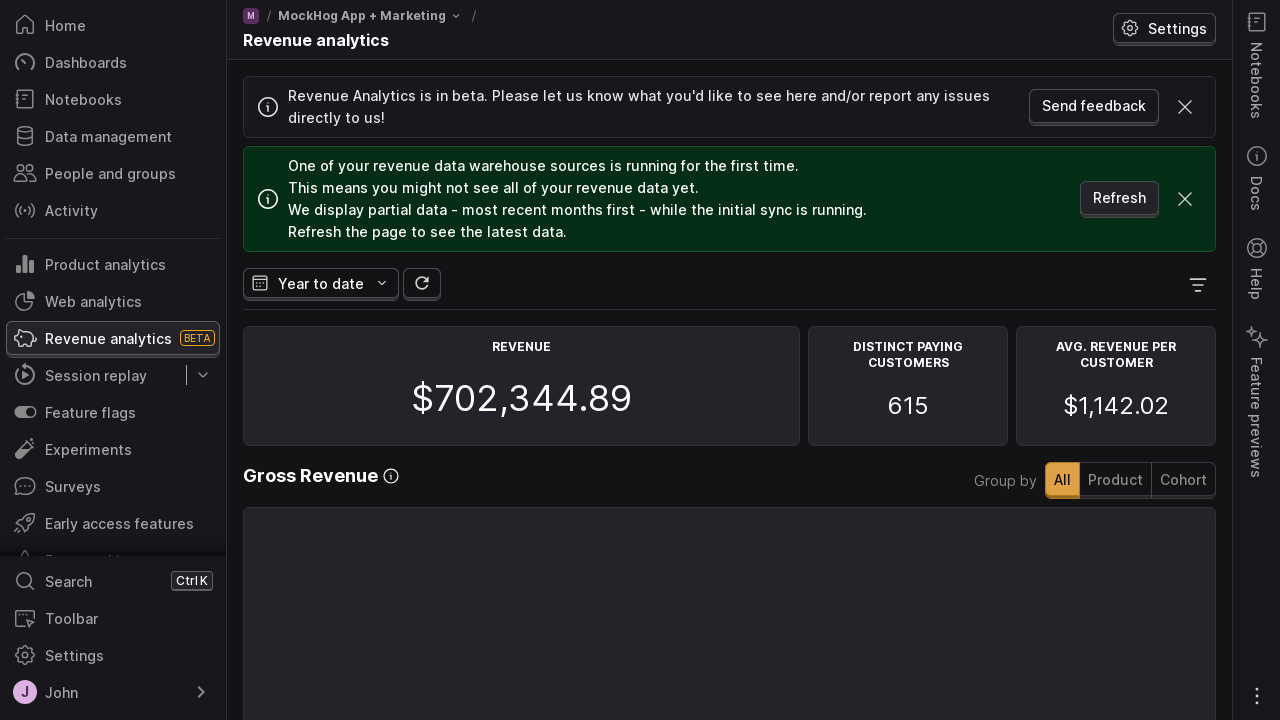 Home
Dashboards
Notebooks
Data management
People and groups
Activity
Product analytics
Web analytics
Revenue analytics BETA
Session replay
Feature flags
Experiments
Surveys
Early access features
Search Ctrl K
Toolbar
Settings
J John
M / MockHog App + Marketing /
Revenue analytics
Settings
Revenue Analytics is in beta. Please let us know what you'd like to see here and/or report any issues
directly to us!
Send feedback
One of your revenue data warehouse sources is running for the first time.
This means you might not see all of your revenue data yet.
We display partial data - most recent months first - while the initial sync is running.
Refresh the page to see the latest data.
Refresh
Year to date
REVENUE
$702,344.89
DISTINCT PAYING
CUSTOMERS
615
AVG. REVENUE PER
CUSTOMER
$1,142.02
Gross Revenue
Group by All Product Cohort
Notebooks
Docs
Help
Feature previews